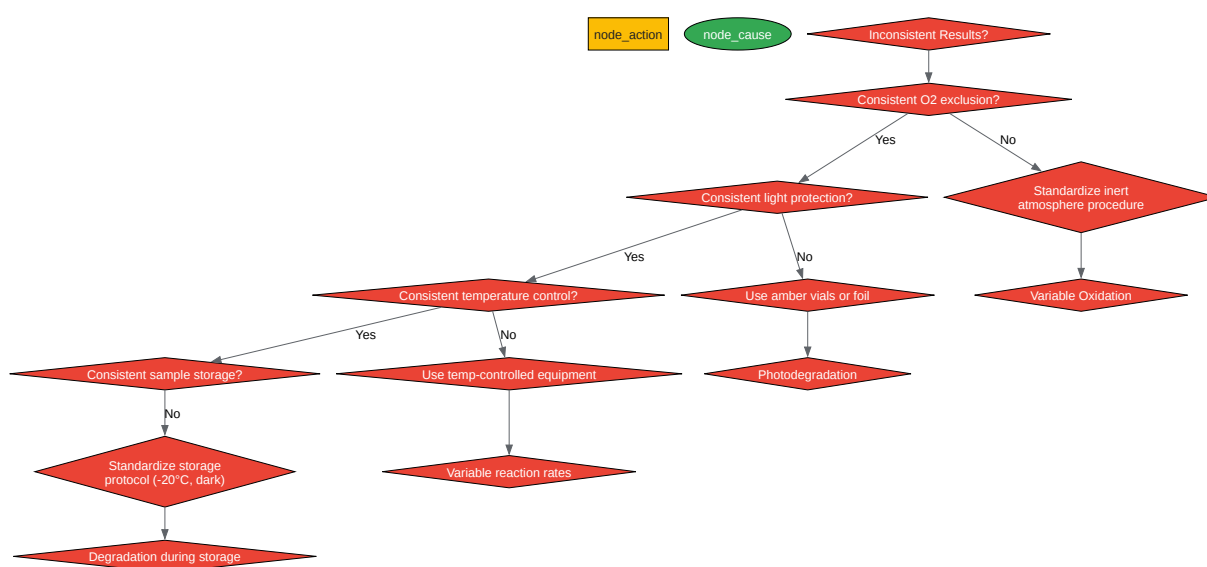 node_action
node_cause
Inconsistent Results?
Consistent O2 exclusion?
Yes
No
Consistent light protection?
Standardize inert
atmosphere procedure
Yes
No
Consistent temperature control?
Use amber vials or foil
Variable Oxidation
Yes
No
Consistent sample storage?
Use temp-controlled equipment
Photodegradation
No
Standardize storage
protocol (-20°C, dark)
Variable reaction rates
Degradation during storage